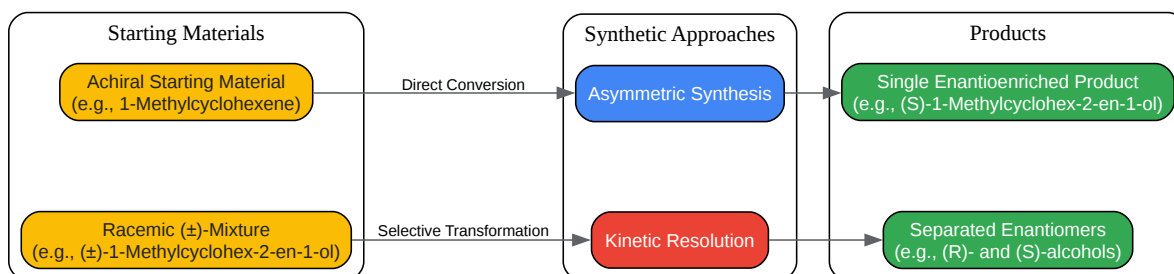 Starting Materials
Synthetic Approaches
Products
Achiral Starting Material
(e.g., 1-Methylcyclohexene)
Direct Conversion
Asymmetric Synthesis
Single Enantioenriched Product
(e.g., (S)-1-Methylcyclohex-2-en-1-ol)
Racemic (±)-Mixture
(e.g., (±)-1-Methylcyclohex-2-en-1-ol)
Selective Transformation
Kinetic Resolution
Separated Enantiomers
(e.g., (R)- and (S)-alcohols)